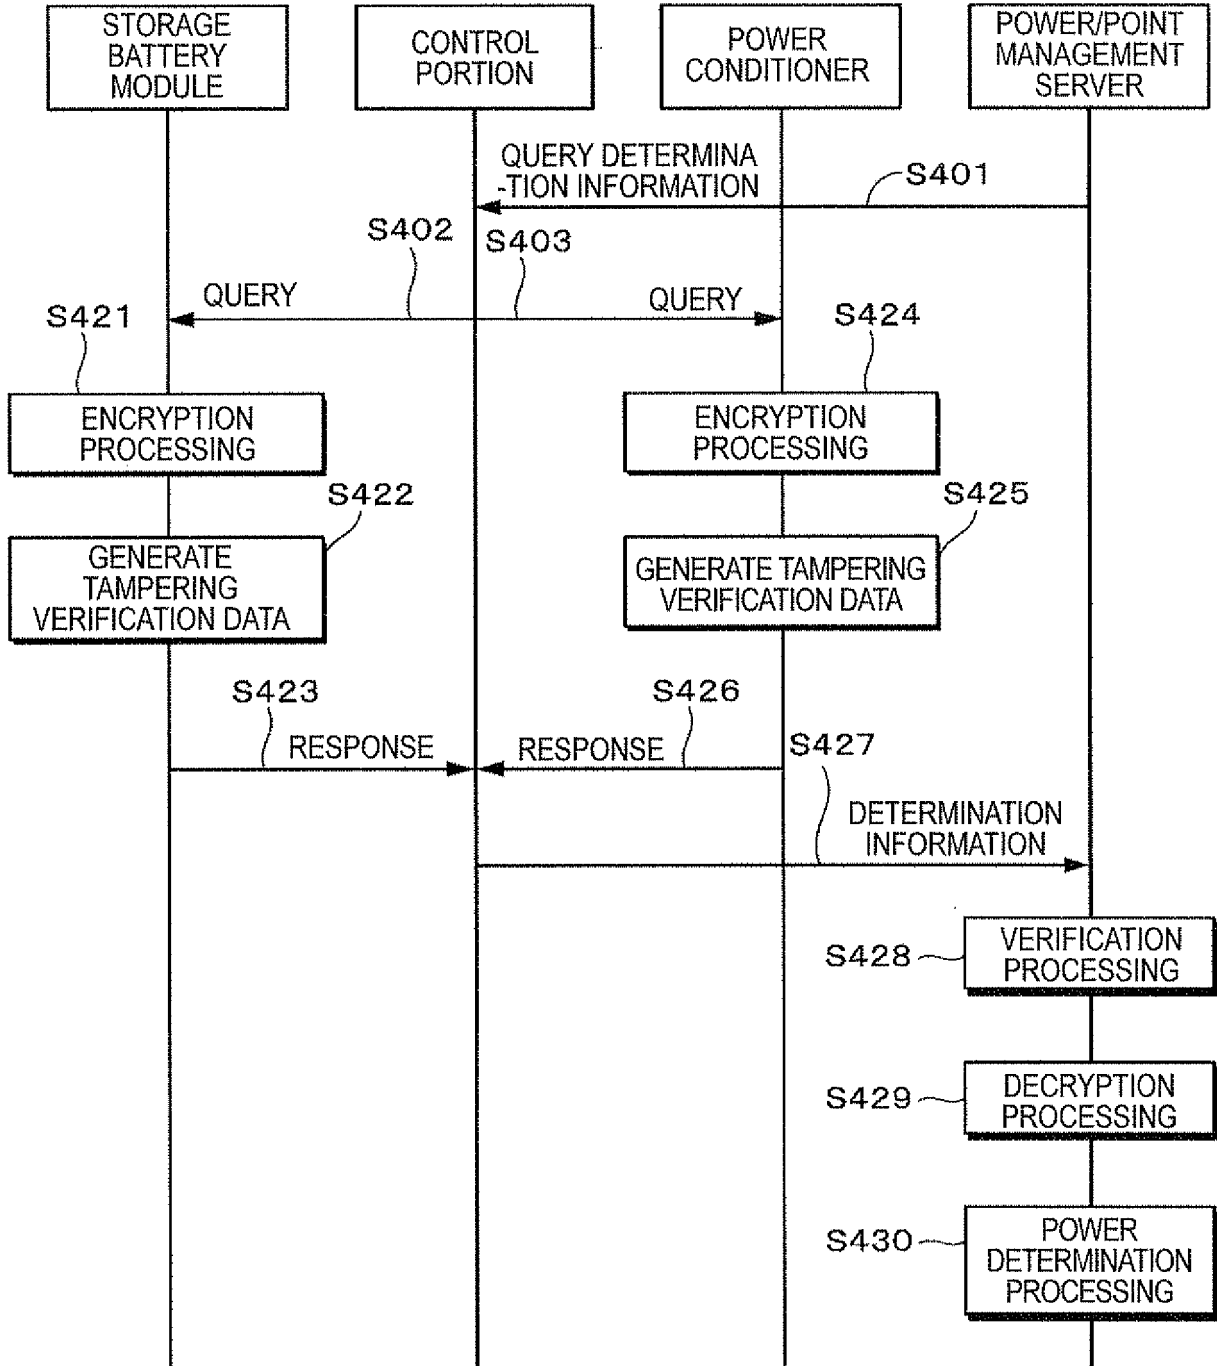 STORAGE
BATTERY
MODULE
CONTROL
PORTION
POWER
CONDITIONER
POWER/POINT
MANAGEMENT
SERVER
QUERY DETERMINA
-TION INFORMATION
S401
S402
S403
QUERY
QUERY
S421
S424
ENCRYPTION
PROCESSING
ENCRYPTION
PROCESSING
S422
S425
GENERATE
TAMPERING
VERIFICATION DATA
GENERATE TAMPERING
VERIFICATION DATA
S423
S426
RESPONSE
RESPONSE
S427
DETERMINATION
INFORMATION
S428
VERIFICATION
PROCESSING
S429
DECRYPTION
PROCESSING
S430
POWER
DETERMINATION
PROCESSING